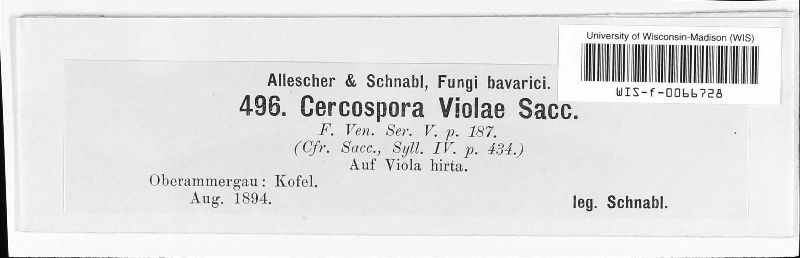 University of Wisconsin-Madison (WIS)
WIS-f-0066728
Allescher & Schnabl, Fungi bavarici.
496. Cercospora Violae Sacc.
F. Ven. Ser. V. p. 187.
(Cfr. Sacc., Syll. IV. p. 434.)
Auf Viola hirta.
Oberammergau: Kofel.
Aug. 1894.
leg. Schnabl.